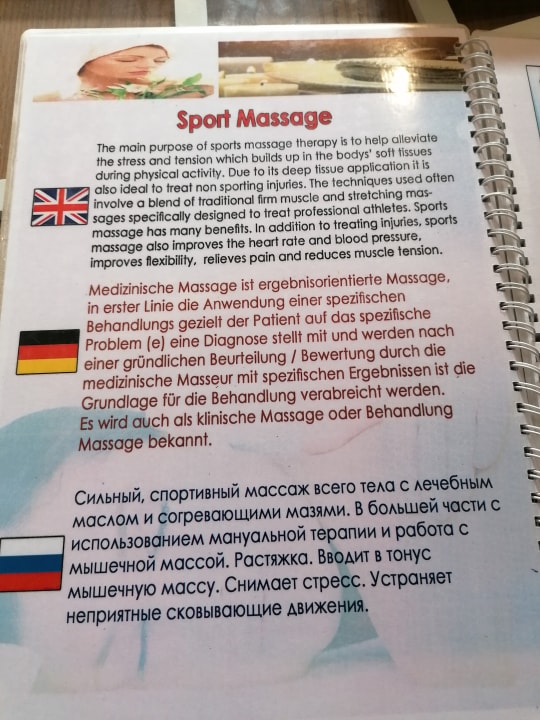 Sport Massage
The main purpose of sports massage therapy is to help alleviate
the stress and tension which builds up in the bodys' soft tissues
during physical activity. Due to its deep tissue application it is
also ideal to treat non sporting injuries. The techniques used often
involve a blend of traditional firm muscle and stretching mas-
sages specifically designed to treat professional athletes. Sports
massage has many benefits. In addition to treating injuries, sports
massage also improves the heart rate and blood pressure,
improves flexibility, relieves pain and reduces muscle tension.
Medizinische Massage ist ergebnisorientierte Massage,
in erster Linie die Anwendung einer spezifischen
Behandlungs gezielt der Patient auf das spezifische
Problem (e) eine Diagnose stellt mit und werden nach
einer gründlichen Beurteilung / Bewertung durch die
medizinische Masseur mit spezifischen Ergebnissen ist die
Grundlage für die Behandlung verabreicht werden.
Es wird auch als klinische Massage oder Behandlung
Massage bekannt.
Сильный, спортивный массаж всего тела с лечебным
маслом и согревающими мазями. В большей части с
использованием мануальной терапии и работа с
мышечной массой. Растяжка. Вводит в тонус
мышечную массу. Снимает стресс. Устраняет
неприятные сковывающие движения.